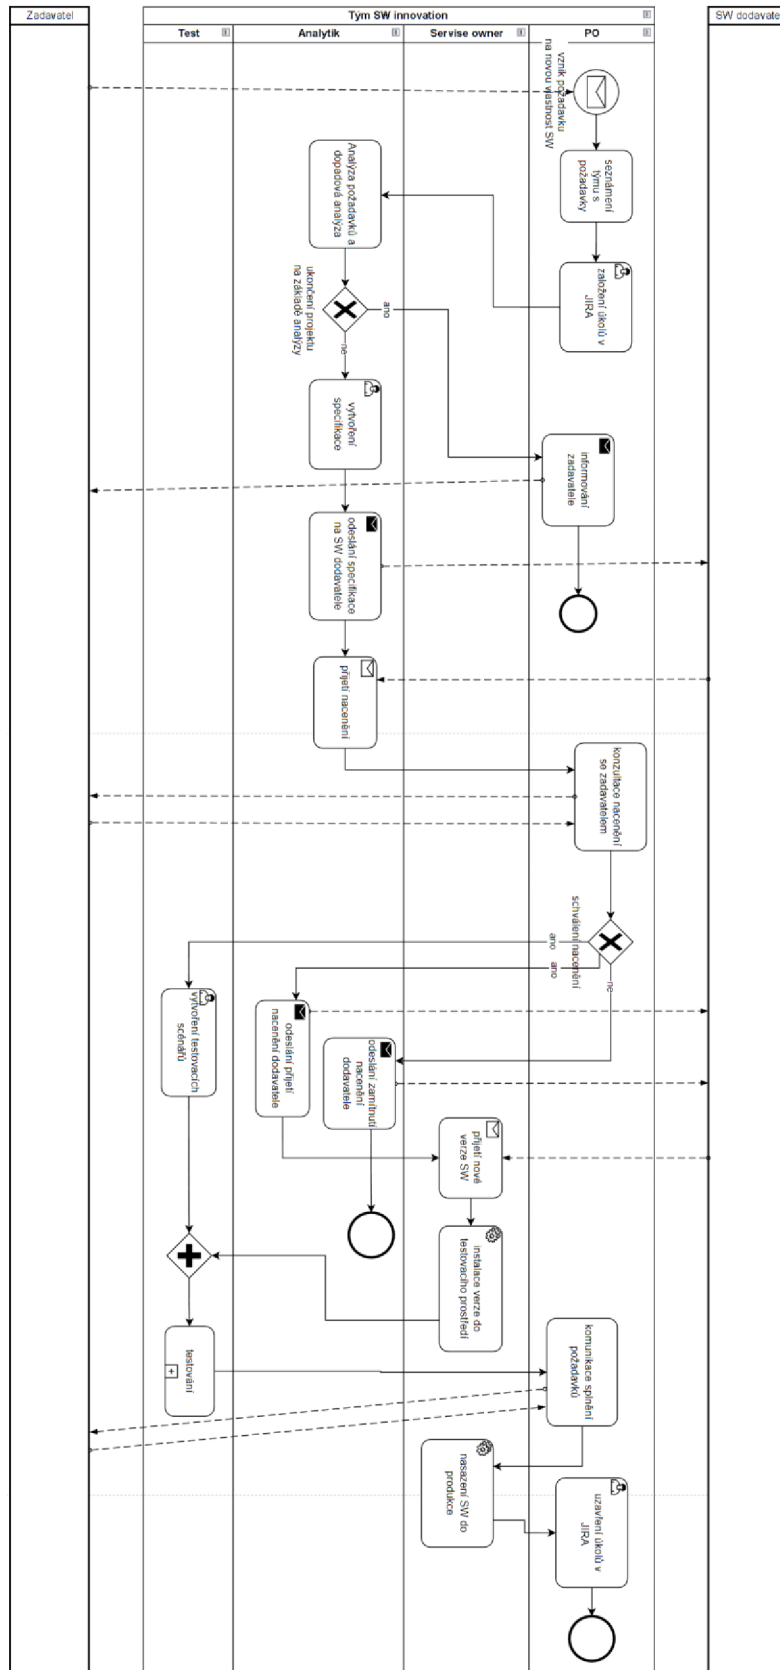 Zadavatel
Tým SW innovation
SW dodavate
Test
Analytik
Servise owner
PO
vznik požadavku
na novou vlastnost SW
seznámení
týmu s
požadavky
založení úkolů v
JIRA
Analýza požadavků a
dopadová analýza
ukončení projektu
na základě analýzy
ano
ne
vytvoření
specifikace
informování
zadavatele
odeslání specifikace
na SW dodavatele
přijetí nacenění
konzultace nacenění
se zadavatelem
schválení nacenění
ano
ano
ne
vytvoření testovacích
scénářů
odeslání přijetí
nacenění dodavatele
odeslání zamítnutí
nacenění
dodavatele
přijetí nové
verze SW
instalace verze do
testovacího prostředí
testování
komunikace splnění
požadavků
nasazení SW do
produkce
uzavření úkolů v
JIRA